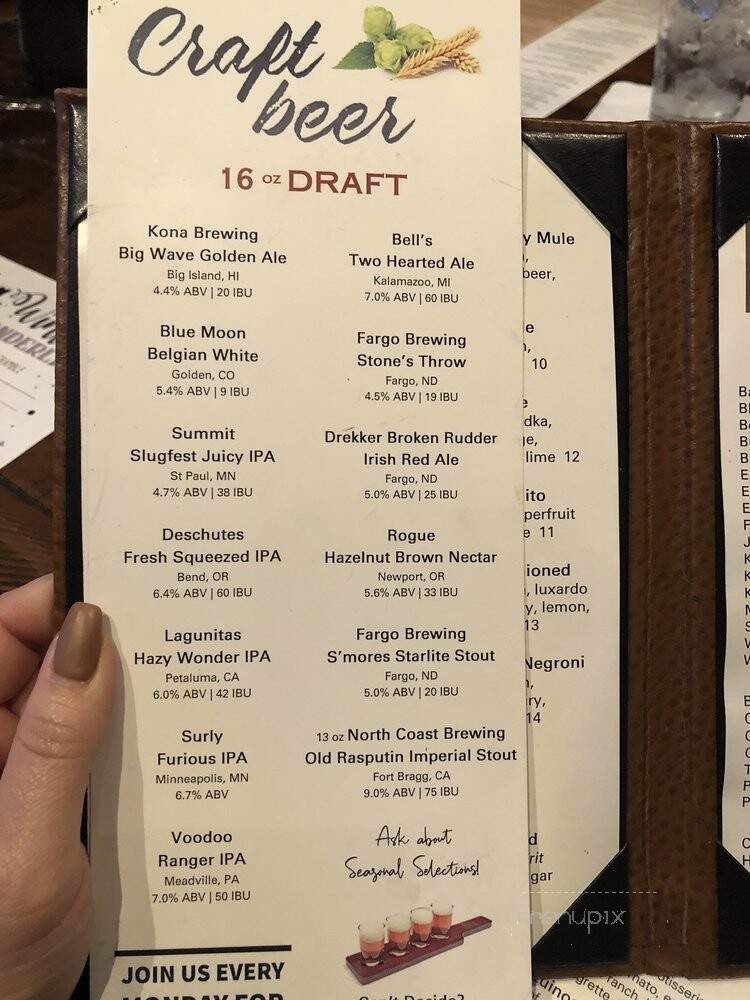 Craft
beer
16 oz DRAFT
Kona Brewing
Big Wave Golden Ale
Big Island, HI
4.4% ABV | 20 IBU
Blue Moon
Belgian White
Golden, CO
5.4% ABV | 9 IBU
Summit
Slugfest Juicy IPA
St Paul, MN
4.7% ABV | 38 IBU
Deschutes
Fresh Squeezed IPA
Bend, OR
6.4% ABV | 60 IBU
Lagunitas
Hazy Wonder IPA
Petaluma, CA
6.0% ABV | 42 IBU
Surly
Furious IPA
Minneapolis, MN
6.7% ABV
Voodoo
Ranger IPA
Meadville, PA
7.0% ABV | 50 IBU
JOIN US EVERY
MONDAY FOR
Bell's
Two Hearted Ale
Kalamazoo, MI
7.0% ABV | 60 IBU
Fargo Brewing
Stone's Throw
Fargo, ND
4.5% ABV | 19 IBU
Drekker Broken Rudder
Irish Red Ale
Fargo, ND
5.0% ABV | 25 IBU
Rogue
Hazelnut Brown Nectar
Newport, OR
5.6% ABV | 33 IBU
Fargo Brewing
S'mores Starlite Stout
Fargo, ND
5.0% ABV | 20 IBU
13 oz North Coast Brewing
Old Rasputin Imperial Stout
Fort Bragg, CA
9.0% ABV | 75 IBU
Ask about
Seasonal Selections!
Can't Decide?
y Mule
beer,
10
dka,
lime 12
ito
perfruit
e 11
ioned
, luxardo
y, lemon,
13
Negroni
ry,
14
d
rit
gar
menupix